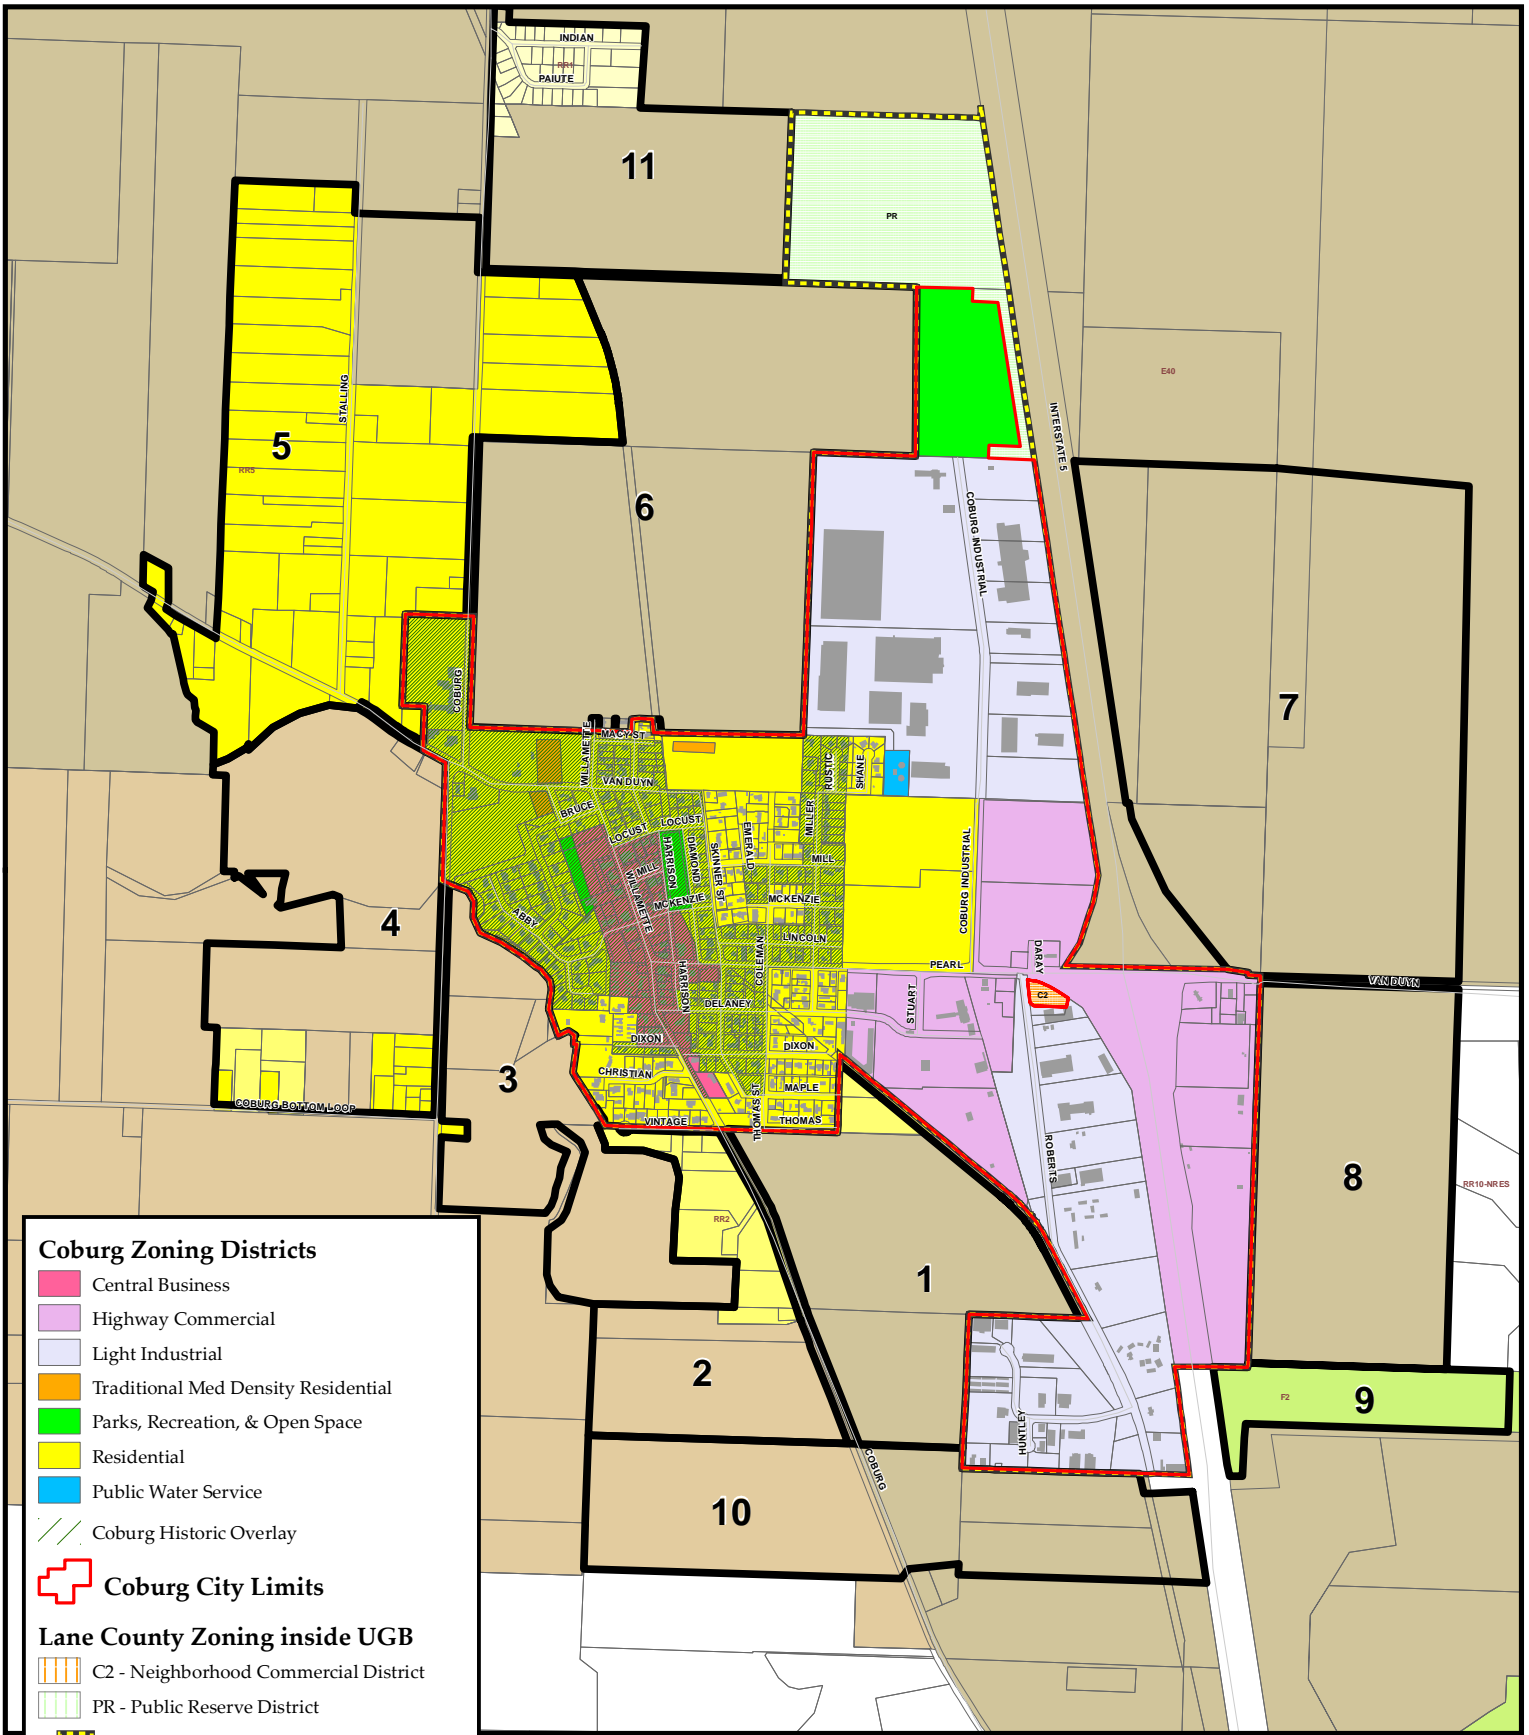 INDIAN
RR1
PAIUTE
11
PR
E40
STALLING
INTERSTATE 5
5
RR5
6
COBURG INDUSTRIAL
COBURG
7
WILLAMETTE
MACY ST
RUSTIC
SHANE
VAN DUYN
BRUCE
LOCUST
LOCUST
MILLER
EMERALD
COBURG INDUSTRIAL
HARRISON
DIAMOND
SKINNER ST
MILL
MILL
WILLAMETTE
MCKENZIE
MCKENZIE
ABBY
4
LINCOLN
COLEMAN
PEARL
DARAY
HARRISON
VAN DUYN
STUART
C2
DELANEY
DIXON
DIXON
3
CHRISTIAN
MAPLE
COBURG BOTTOM LOOP
THOMAS ST
VINTAGE
THOMAS
ROBERTS
8
RR10-NRES
RR2
1
2
F2
9
HUNTLEY
COBURG
10
Coburg Zoning Districts
Central Business
Highway Commercial
Light Industrial
Traditional Med Density Residential
Parks, Recreation, & Open Space
Residential
Public Water Service
Coburg Historic Overlay
Coburg City Limits
Lane County Zoning inside UGB
C2 - Neighborhood Commercial District
PR - Public Reserve District